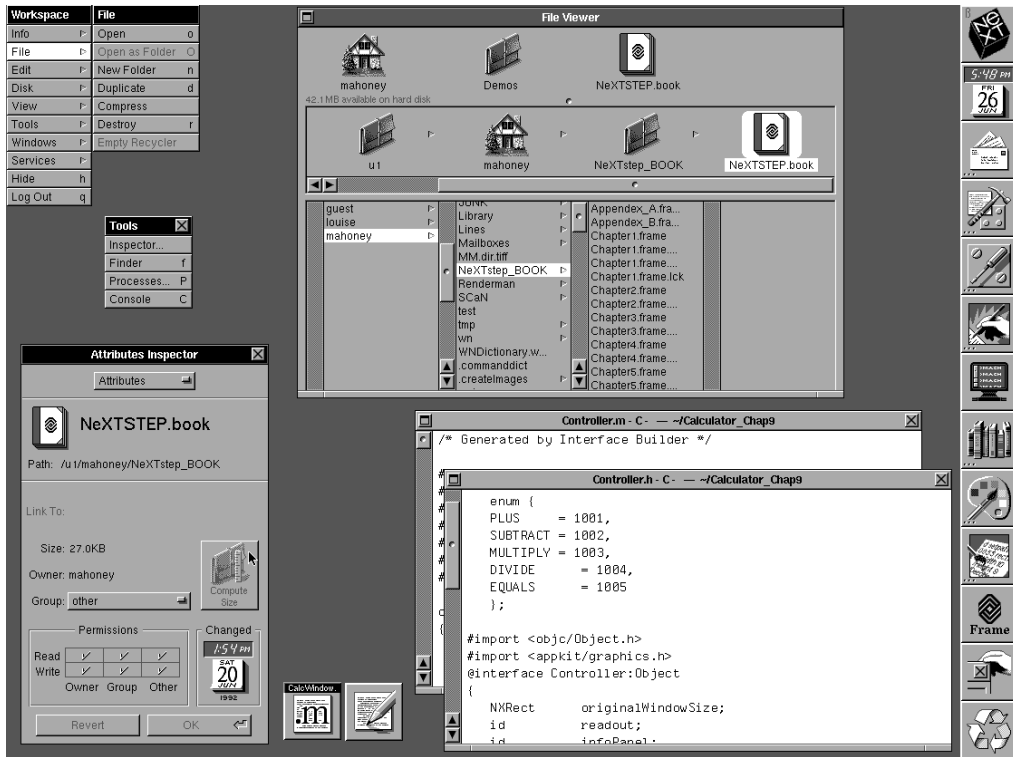 Workspace
Info
File
Edit
Disk
View
Tools
Windows
Services
Hide h
Log Out q
File
Open o
Open as Folder O
New Folder n
Duplicate d
Compress
Destroy r
Empty Recycler
Tools
Inspector...
Finder f
Processes... P
Console C
File Viewer
mahoney
Demos
NeXTSTEP.book
42.1MB available on hard disk
u1
mahoney
NeXTstep_BOOK
NeXTSTEP.book
guest
louise
mahoney
JUNK
Library
Lines
Mailboxes
MM.dir.tiff
NeXTstep_BOOK
Renderman
SCaN
test
tmp
wn
WNDictionary.w...
.commanddict
.createImages
Appendex_A.fra...
Appendex_B.fra...
Chapter1.frame
Chapter1.frame....
Chapter1.frame....
Chapter1.frame.lck
Chapter2.frame
Chapter2.frame....
Chapter3.frame
Chapter3.frame....
Chapter4.frame
Chapter4.frame....
Chapter5.frame
Chapter5.frame....
NeXT
5:48 PM
FRI
26
JUN
Frame
Attributes Inspector
Attributes
NeXTSTEP.book
Path: /u1/mahoney/NeXTstep_BOOK
Link To:
Size: 27.0KB
Owner: mahoney
Group: other
Compute
Size
Permissions
Read
Write
Owner Group Other
Changed
1:54 PM
SAT
20
JUN
1992
Revert
OK
CalcWindow.
.m
Controller.m - C - — ~/Calculator_Chap9
/* Generated by Interface Builder */
#
#
#
#
#
#
#
{
Controller.h - C - — ~/Calculator_Chap9
enum {
PLUS = 1001,
SUBTRACT = 1002,
MULTIPLY = 1003,
DIVIDE = 1004,
EQUALS = 1005
};
#import <objc/Object.h>
#import <appkit/graphics.h>
@interface Controller:Object
{
NXRect originalWindowSize;
id readout;
id infoPanel;